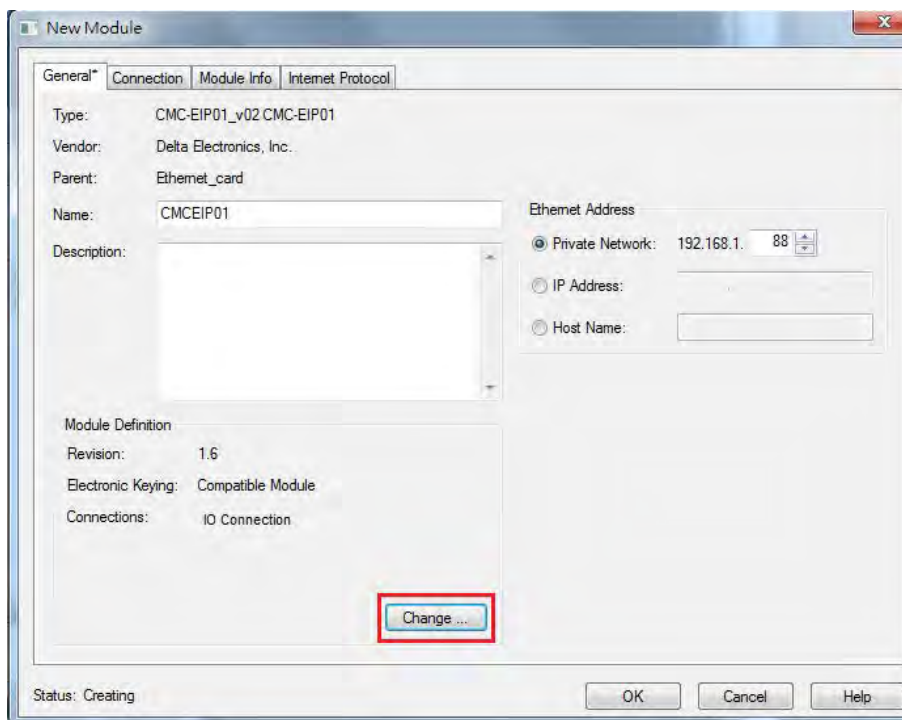 New Module
General* Connection Module Info Internet Protocol
Type: CMC-EIP01_v02 CMC-EIP01
Vendor: Delta Electronics, Inc.
Parent: Ethernet_card
Name: CMCEIP01
Description:
Ethernet Address
Private Network: 192.168.1. 88
IP Address:
Host Name:
Module Definition
Revision: 1.6
Electronic Keying: Compatible Module
Connections: IO Connection
Change ...
Status: Creating
OK Cancel Help